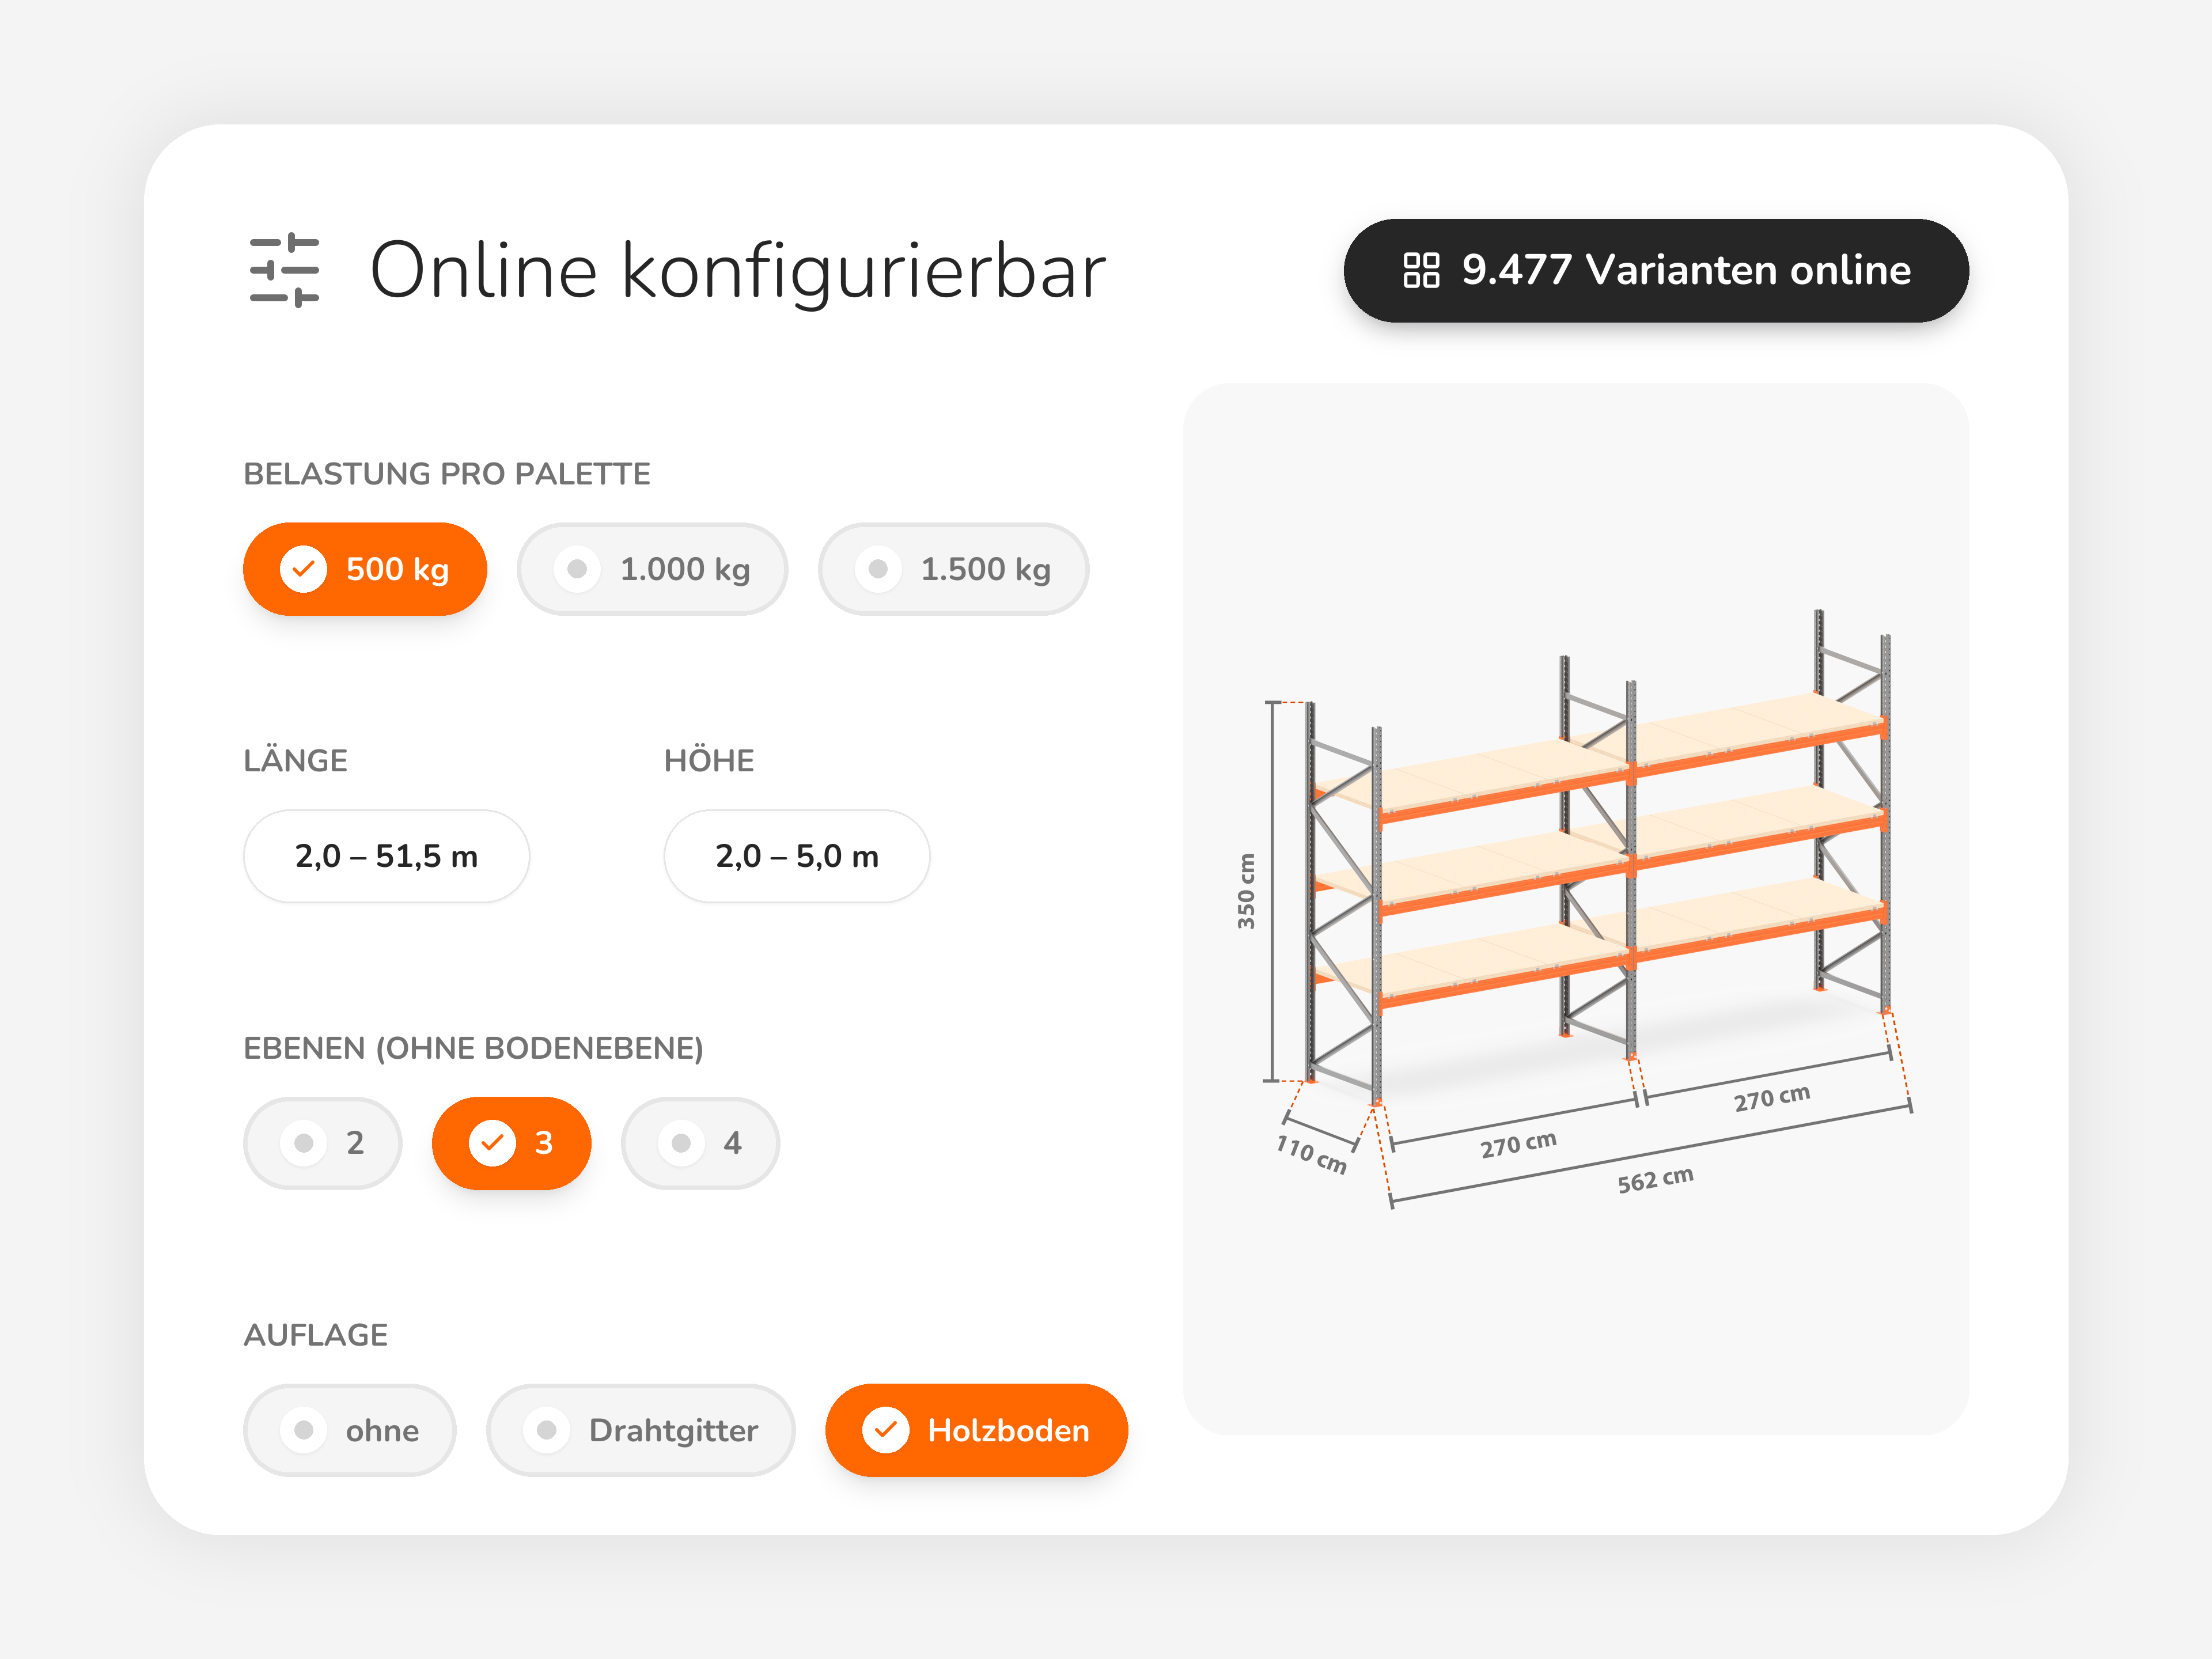 Online konfigurierbar
9.477 Varianten online
BELASTUNG PRO PALETTE
500 kg
1.000 kg
1.500 kg
LÄNGE
HÖHE
2,0 – 51,5 m
2,0 – 5,0 m
EBENEN (OHNE BODENEBENE)
2
3
4
AUFLAGE
ohne
Drahtgitter
Holzboden
350 cm
110 cm
270 cm
270 cm
562 cm